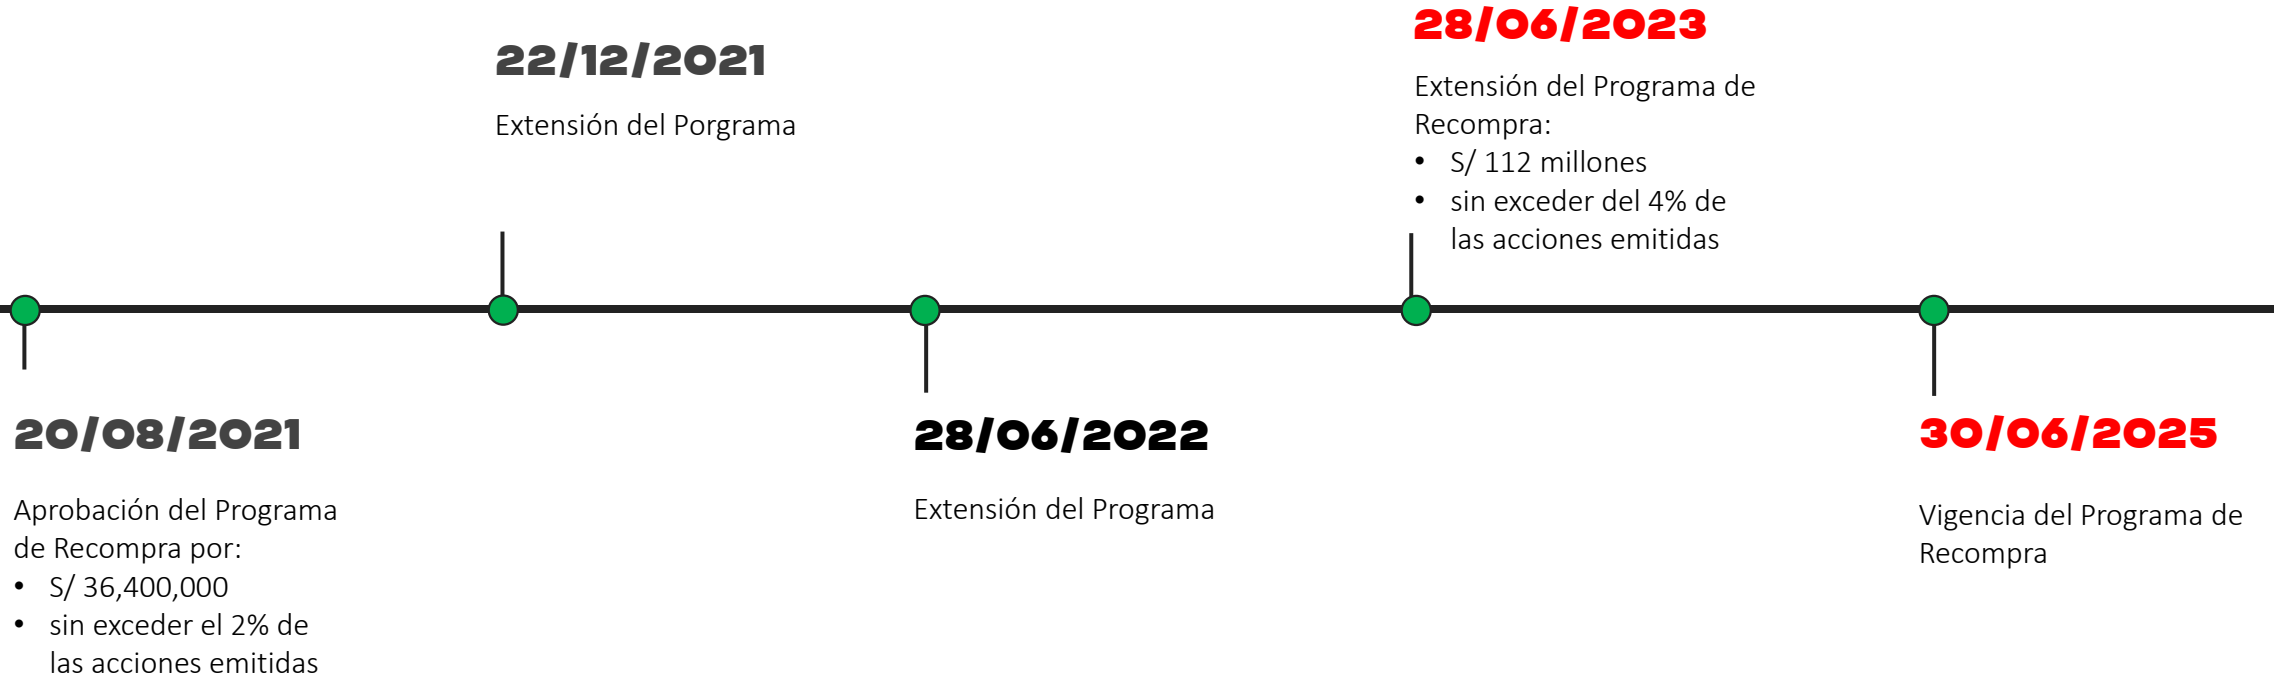 20/08/2021
Aprobación del Programa
de Recompra por:
• S/ 36,400,000
• sin exceder el 2% de
las acciones emitidas
22/12/2021
Extensión del Porgrama
28/06/2022
Extensión del Programa
28/06/2023
Extensión del Programa de
Recompra:
• S/ 112 millones
• sin exceder del 4% de
las acciones emitidas
30/06/2025
Vigencia del Programa de
Recompra